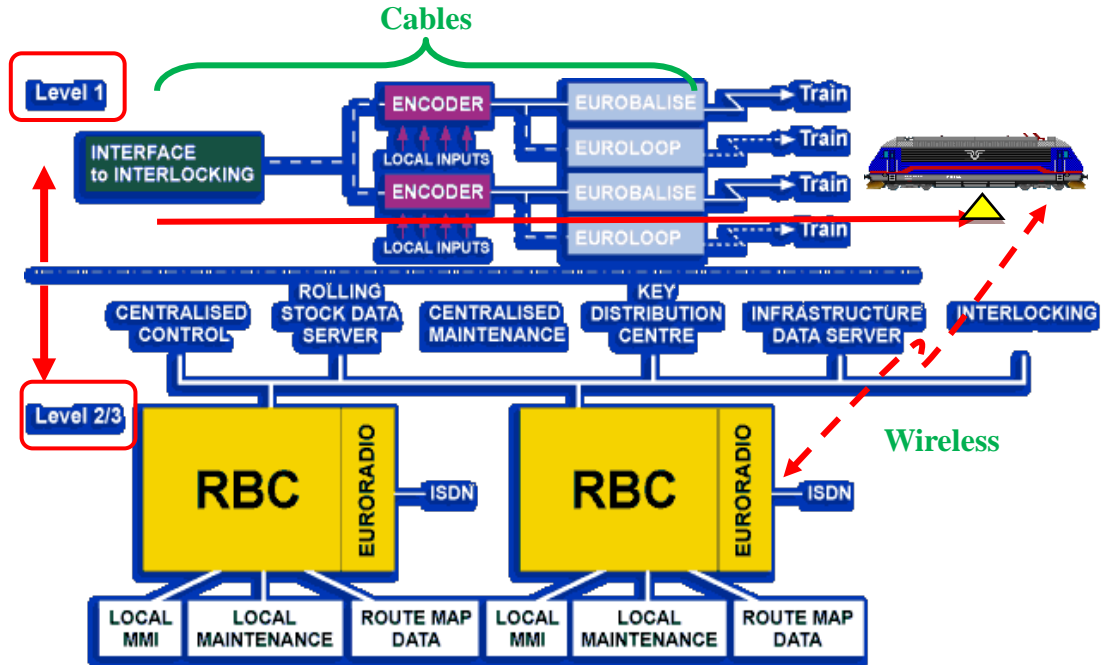 Cables
Level 1
ENCODER
EUROBALISE
Train
INTERFACE
to INTERLOCKING
LOCAL INPUTS
EUROLOOP
Train
ENCODER
EUROBALISE
Train
LOCAL INPUTS
EUROLOOP
Train
CENTRALISED
CONTROL
ROLLING
STOCK DATA
SERVER
CENTRALISED
MAINTENANCE
KEY
DISTRIBUTION
CENTRE
INFRASTRUCTURE
DATA SERVER
INTERLOCKING
Level 2/3
Wireless
RBC
EURORADIO
ISDN
RBC
EURORADIO
ISDN
LOCAL
MMI
LOCAL
MAINTENANCE
ROUTE MAP
DATA
LOCAL
MMI
LOCAL
MAINTENANCE
ROUTE MAP
DATA